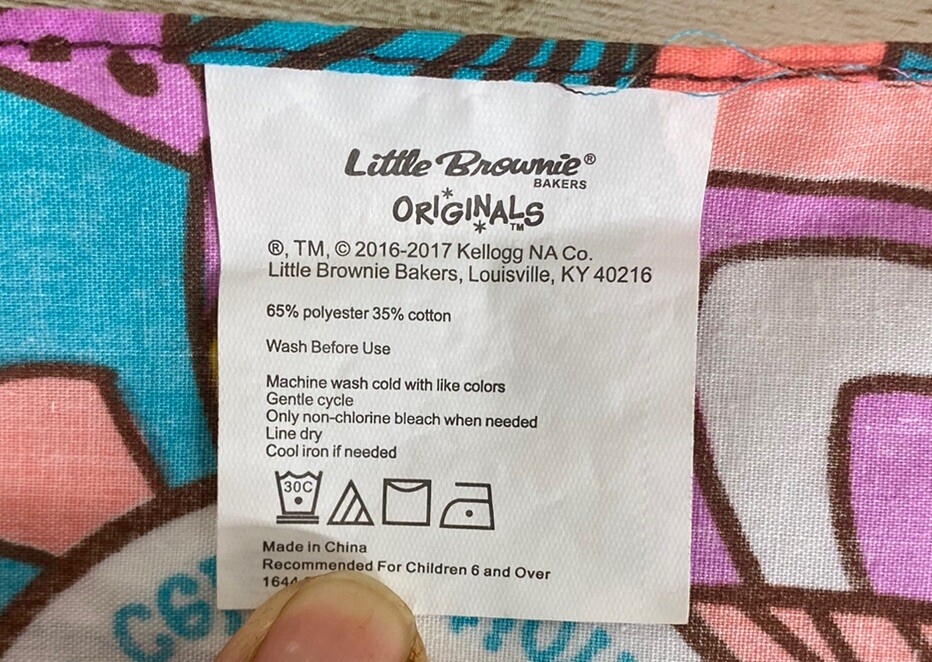 Little Brownie®
BAKERS
ORIGINALS™
®, TM, © 2016-2017 Kellogg NA Co.
Little Brownie Bakers, Louisville, KY 40216
65% polyester 35% cotton
Wash Before Use
Machine wash cold with like colors
Gentle cycle
Only non-chlorine bleach when needed
Line dry
Cool iron if needed
30C
Made in China
Recommended For Children 6 and Over
1644